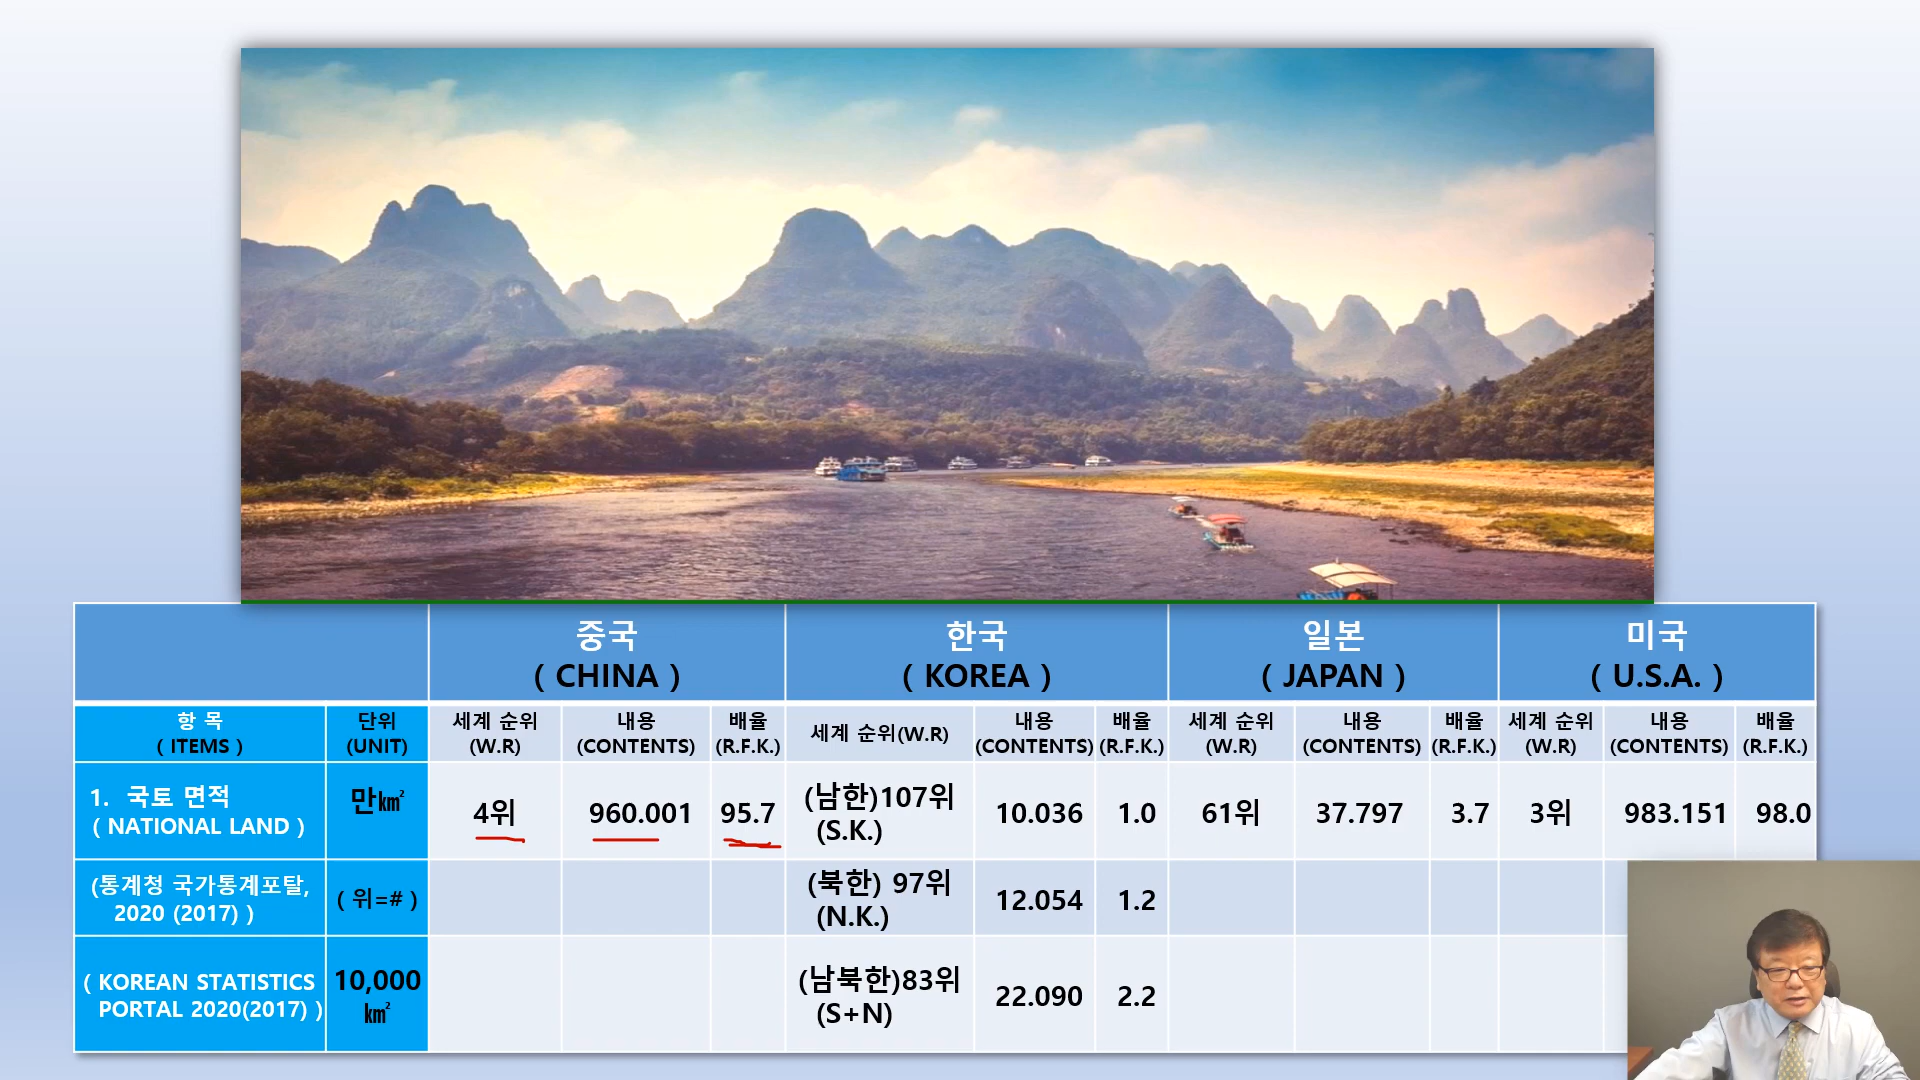 중국
( CHINA )
한국
( KOREA )
일본
( JAPAN )
미국
( U.S.A. )
항 목
( ITEMS )
단위
(UNIT)
세계 순위
(W.R)
내용
(CONTENTS)
배율
(R.F.K.)
세계 순위(W.R)
내용
(CONTENTS)
배율
(R.F.K.)
세계 순위
(W.R)
내용
(CONTENTS)
배율
(R.F.K.)
세계 순위
(W.R)
내용
(CONTENTS)
배율
(R.F.K.)
1. 국토 면적
( NATIONAL LAND )
만㎢
4위
960.001
95.7
(남한)107위
(S.K.)
10.036
1.0
61위
37.797
3.7
3위
983.151
98.0
(통계청 국가통계포탈,
2020 (2017) )
( 위=# )
(북한) 97위
(N.K.)
12.054
1.2
( KOREAN STATISTICS
PORTAL 2020(2017) )
10,000
㎢
(남북한)83위
(S+N)
22.090
2.2